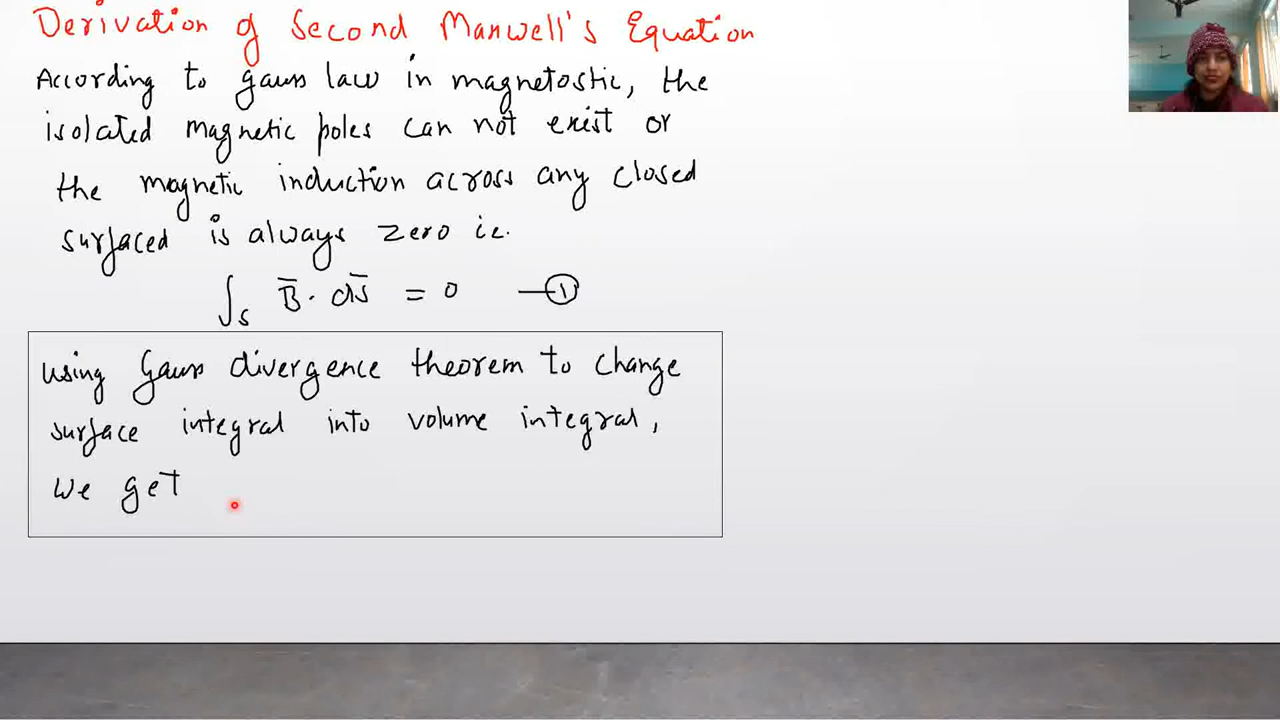 Derivation of Second Maxwell's Equation
According to gauss law in magnetostic, the
isolated magnetic poles can not exist or
the magnetic induction across any closed
surfaced is always zero i.e.
∫s B̄ · ds̄ = 0 —①
using Gauss divergence theorem to change
surface integral into volume integral,
we get